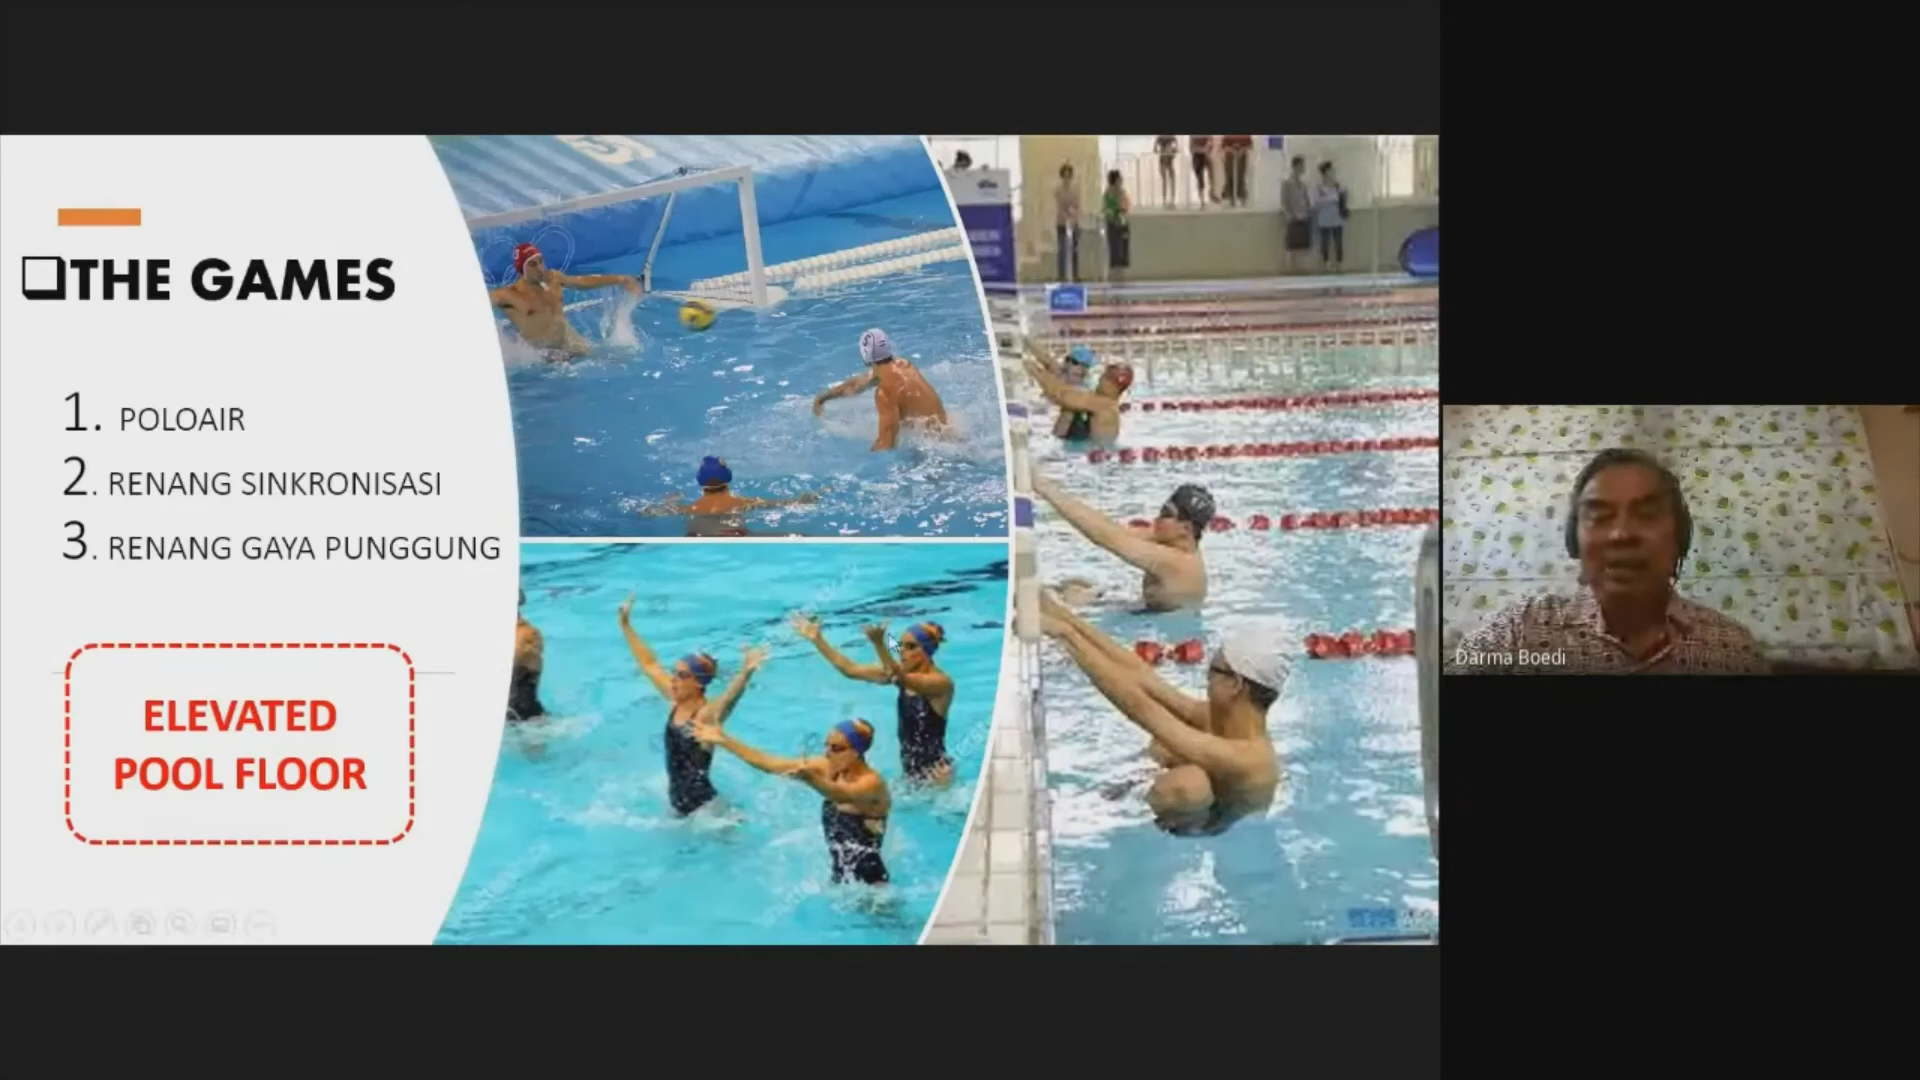 ❑THE GAMES
1. POLOAIR
2. RENANG SINKRONISASI
3. RENANG GAYA PUNGGUNG
ELEVATED
POOL FLOOR
Darma Boedi